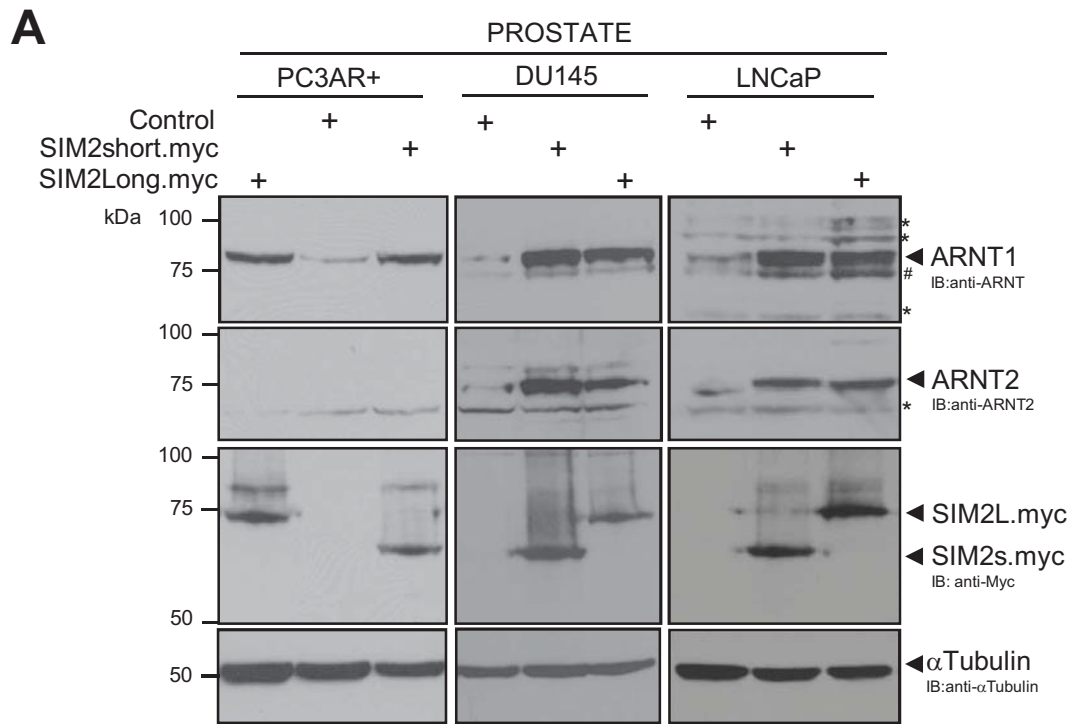 A
PROSTATE
PC3AR+ DU145 LNCaP
Control + + +
SIM2short.myc + + +
SIM2Long.myc + + +
kDa
100
*
*
ARNT1
75
#
IB:anti-ARNT
*
100
75
ARNT2
*
IB:anti-ARNT2
100
75
SIM2L.myc
SIM2s.myc
IB: anti-Myc
50
50
αTubulin
IB:anti-αTubulin